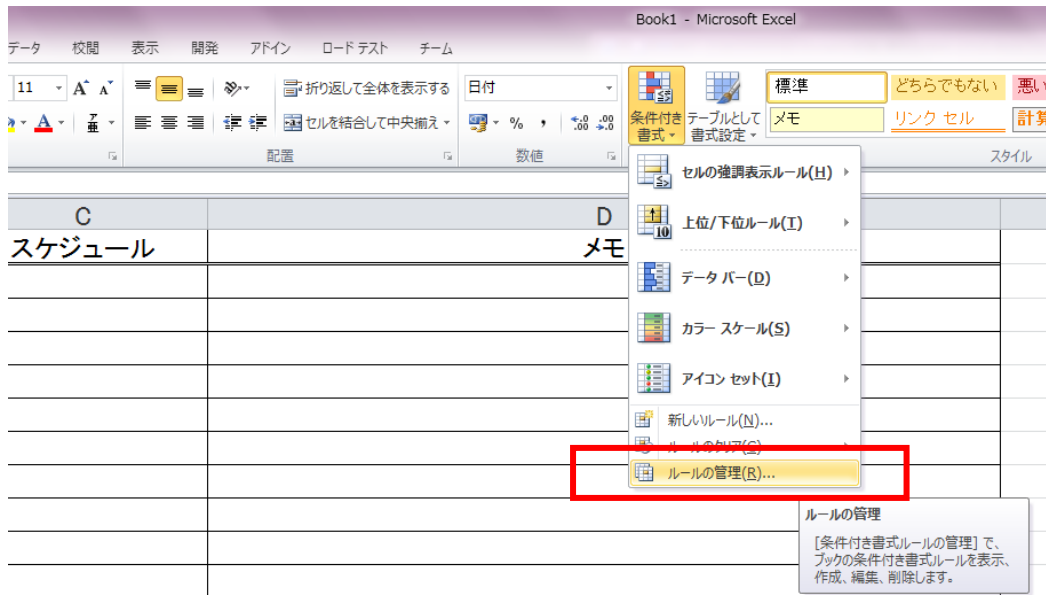 Book1 - Microsoft Excel
データ 校閲 表示 開発 アドイン ロード テスト チーム
11 折り返して全体を表示する 日付 標準 どちらでもない 悪い
セルを結合して中央揃え % , 条件付き書式 テーブルとして書式設定 メモ リンク セル 計算
配置 数値 スタイル
セルの強調表示ルール(H)
C D
上位/下位ルール(T)
スケジュール メモ
データ バー(D)
カラー スケール(S)
アイコン セット(I)
新しいルール(N)...
ルールのクリア(C)
ルールの管理(R)...
ルールの管理
[条件付き書式ルールの管理] で、
ブックの条件付き書式ルールを表示、
作成、編集、削除します。